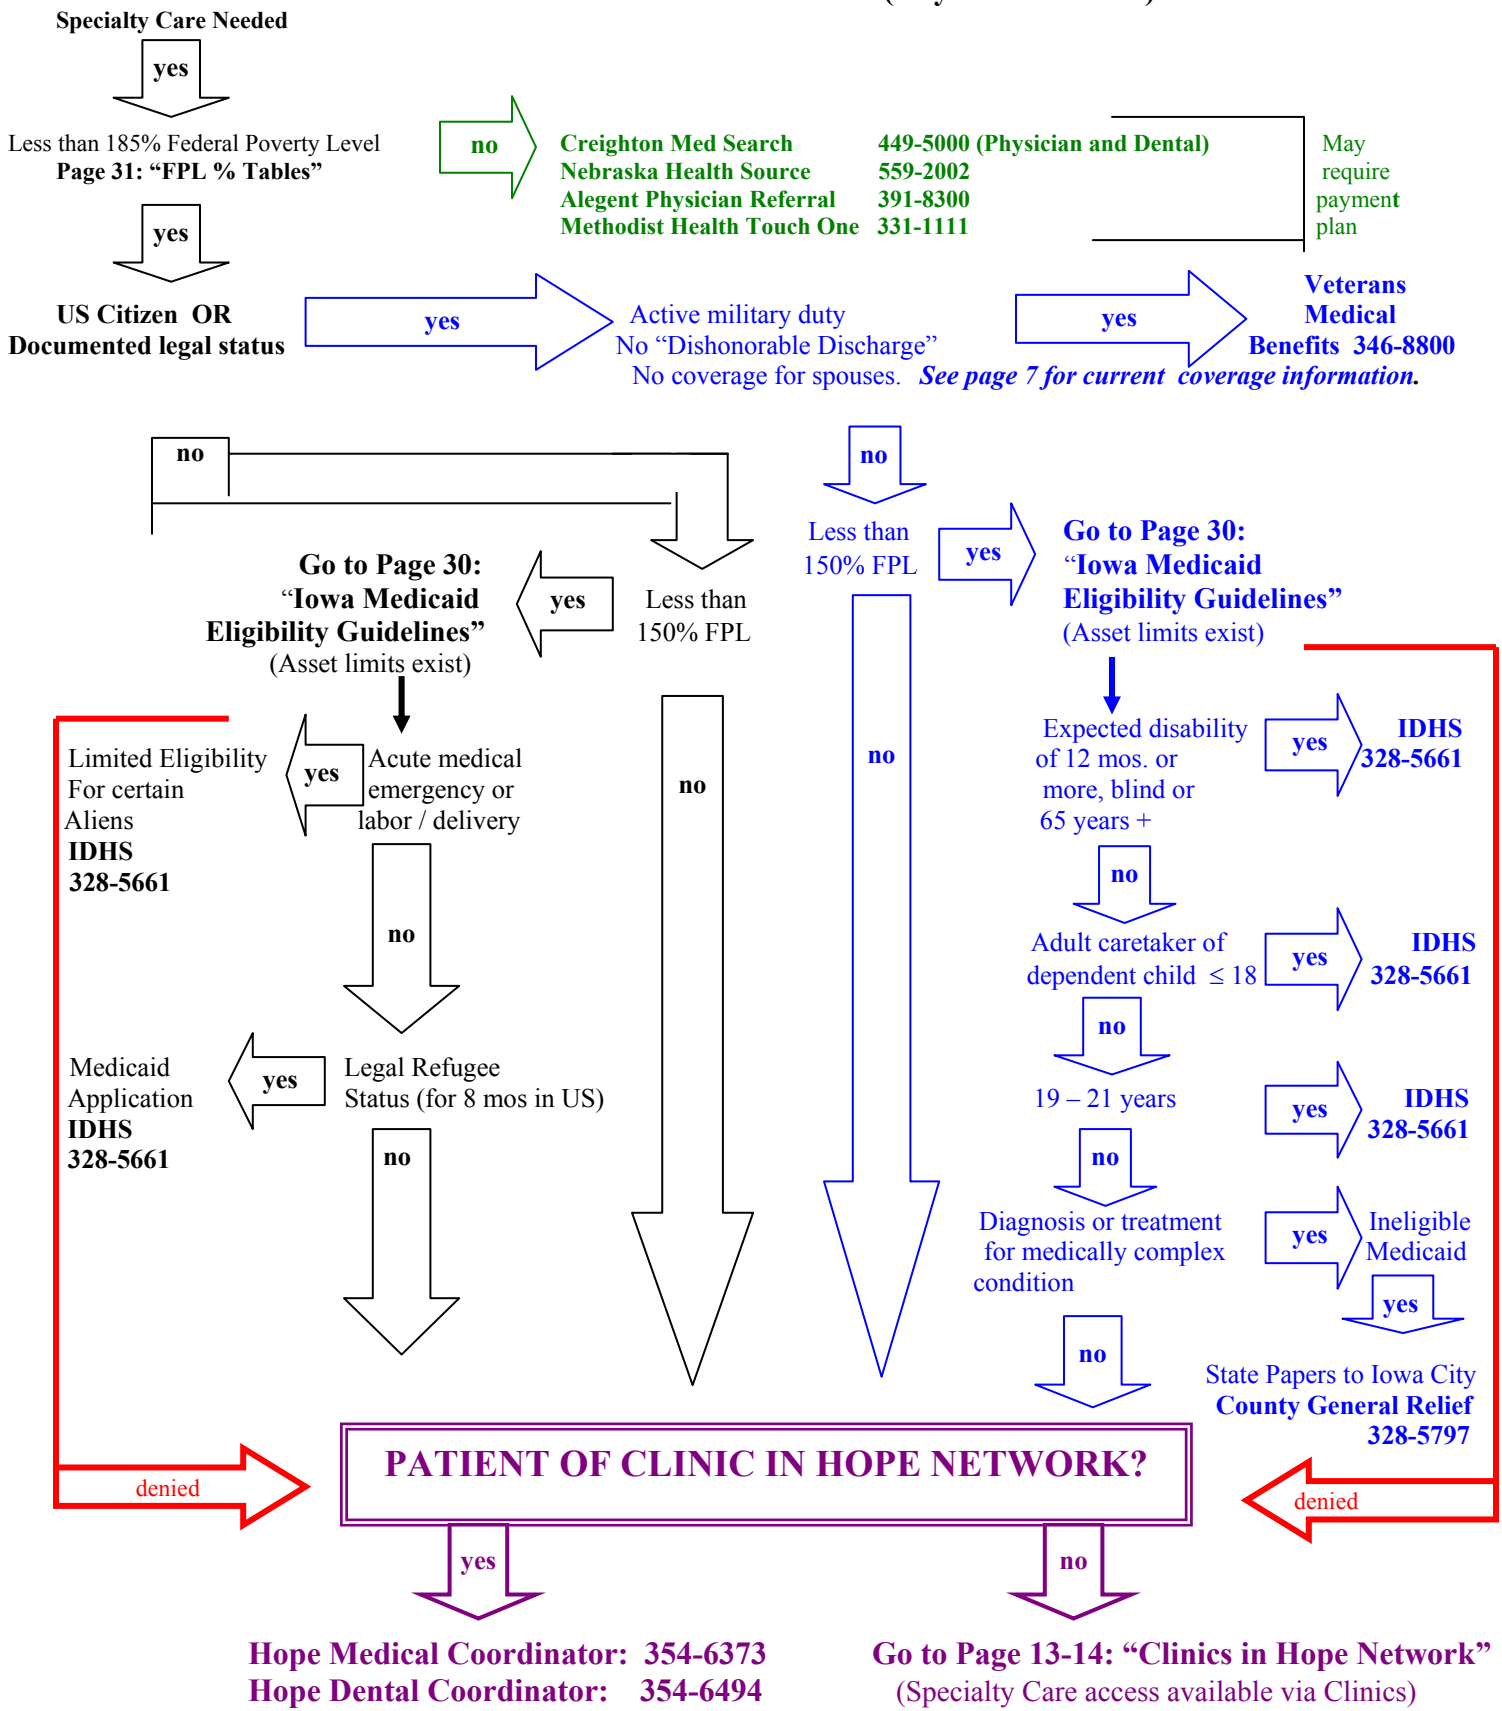 Specialty Care Needed
yes
Less than 185% Federal Poverty Level
Page 31: “FPL % Tables”
no
Creighton Med Search 449-5000 (Physician and Dental)
Nebraska Health Source 559-2002
Alegent Physician Referral 391-8300
Methodist Health Touch One 331-1111
May
require
payment
plan
yes
US Citizen OR
Documented legal status
yes
Active military duty
No “Dishonorable Discharge”
No coverage for spouses. See page 7 for current coverage information.
yes
Veterans
Medical
Benefits 346-8800
no
Less than
150% FPL
yes
Go to Page 30:
“Iowa Medicaid
Eligibility Guidelines”
(Asset limits exist)
Acute medical
emergency or
labor / delivery
yes
Limited Eligibility
For certain
Aliens
IDHS
328-5661
no
Legal Refugee
Status (for 8 mos in US)
yes
Medicaid
Application
IDHS
328-5661
no
no
no
Less than
150% FPL
yes
Go to Page 30:
“Iowa Medicaid
Eligibility Guidelines”
(Asset limits exist)
no
Expected disability
of 12 mos. or
more, blind or
65 years +
yes
IDHS
328-5661
no
Adult caretaker of
dependent child ≤ 18
yes
IDHS
328-5661
no
19 – 21 years
yes
IDHS
328-5661
no
Diagnosis or treatment
for medically complex
condition
yes
Ineligible
Medicaid
yes
State Papers to Iowa City
County General Relief
328-5797
no
denied
PATIENT OF CLINIC IN HOPE NETWORK?
denied
yes
Hope Medical Coordinator: 354-6373
Hope Dental Coordinator: 354-6494
no
Go to Page 13-14: “Clinics in Hope Network”
(Specialty Care access available via Clinics)